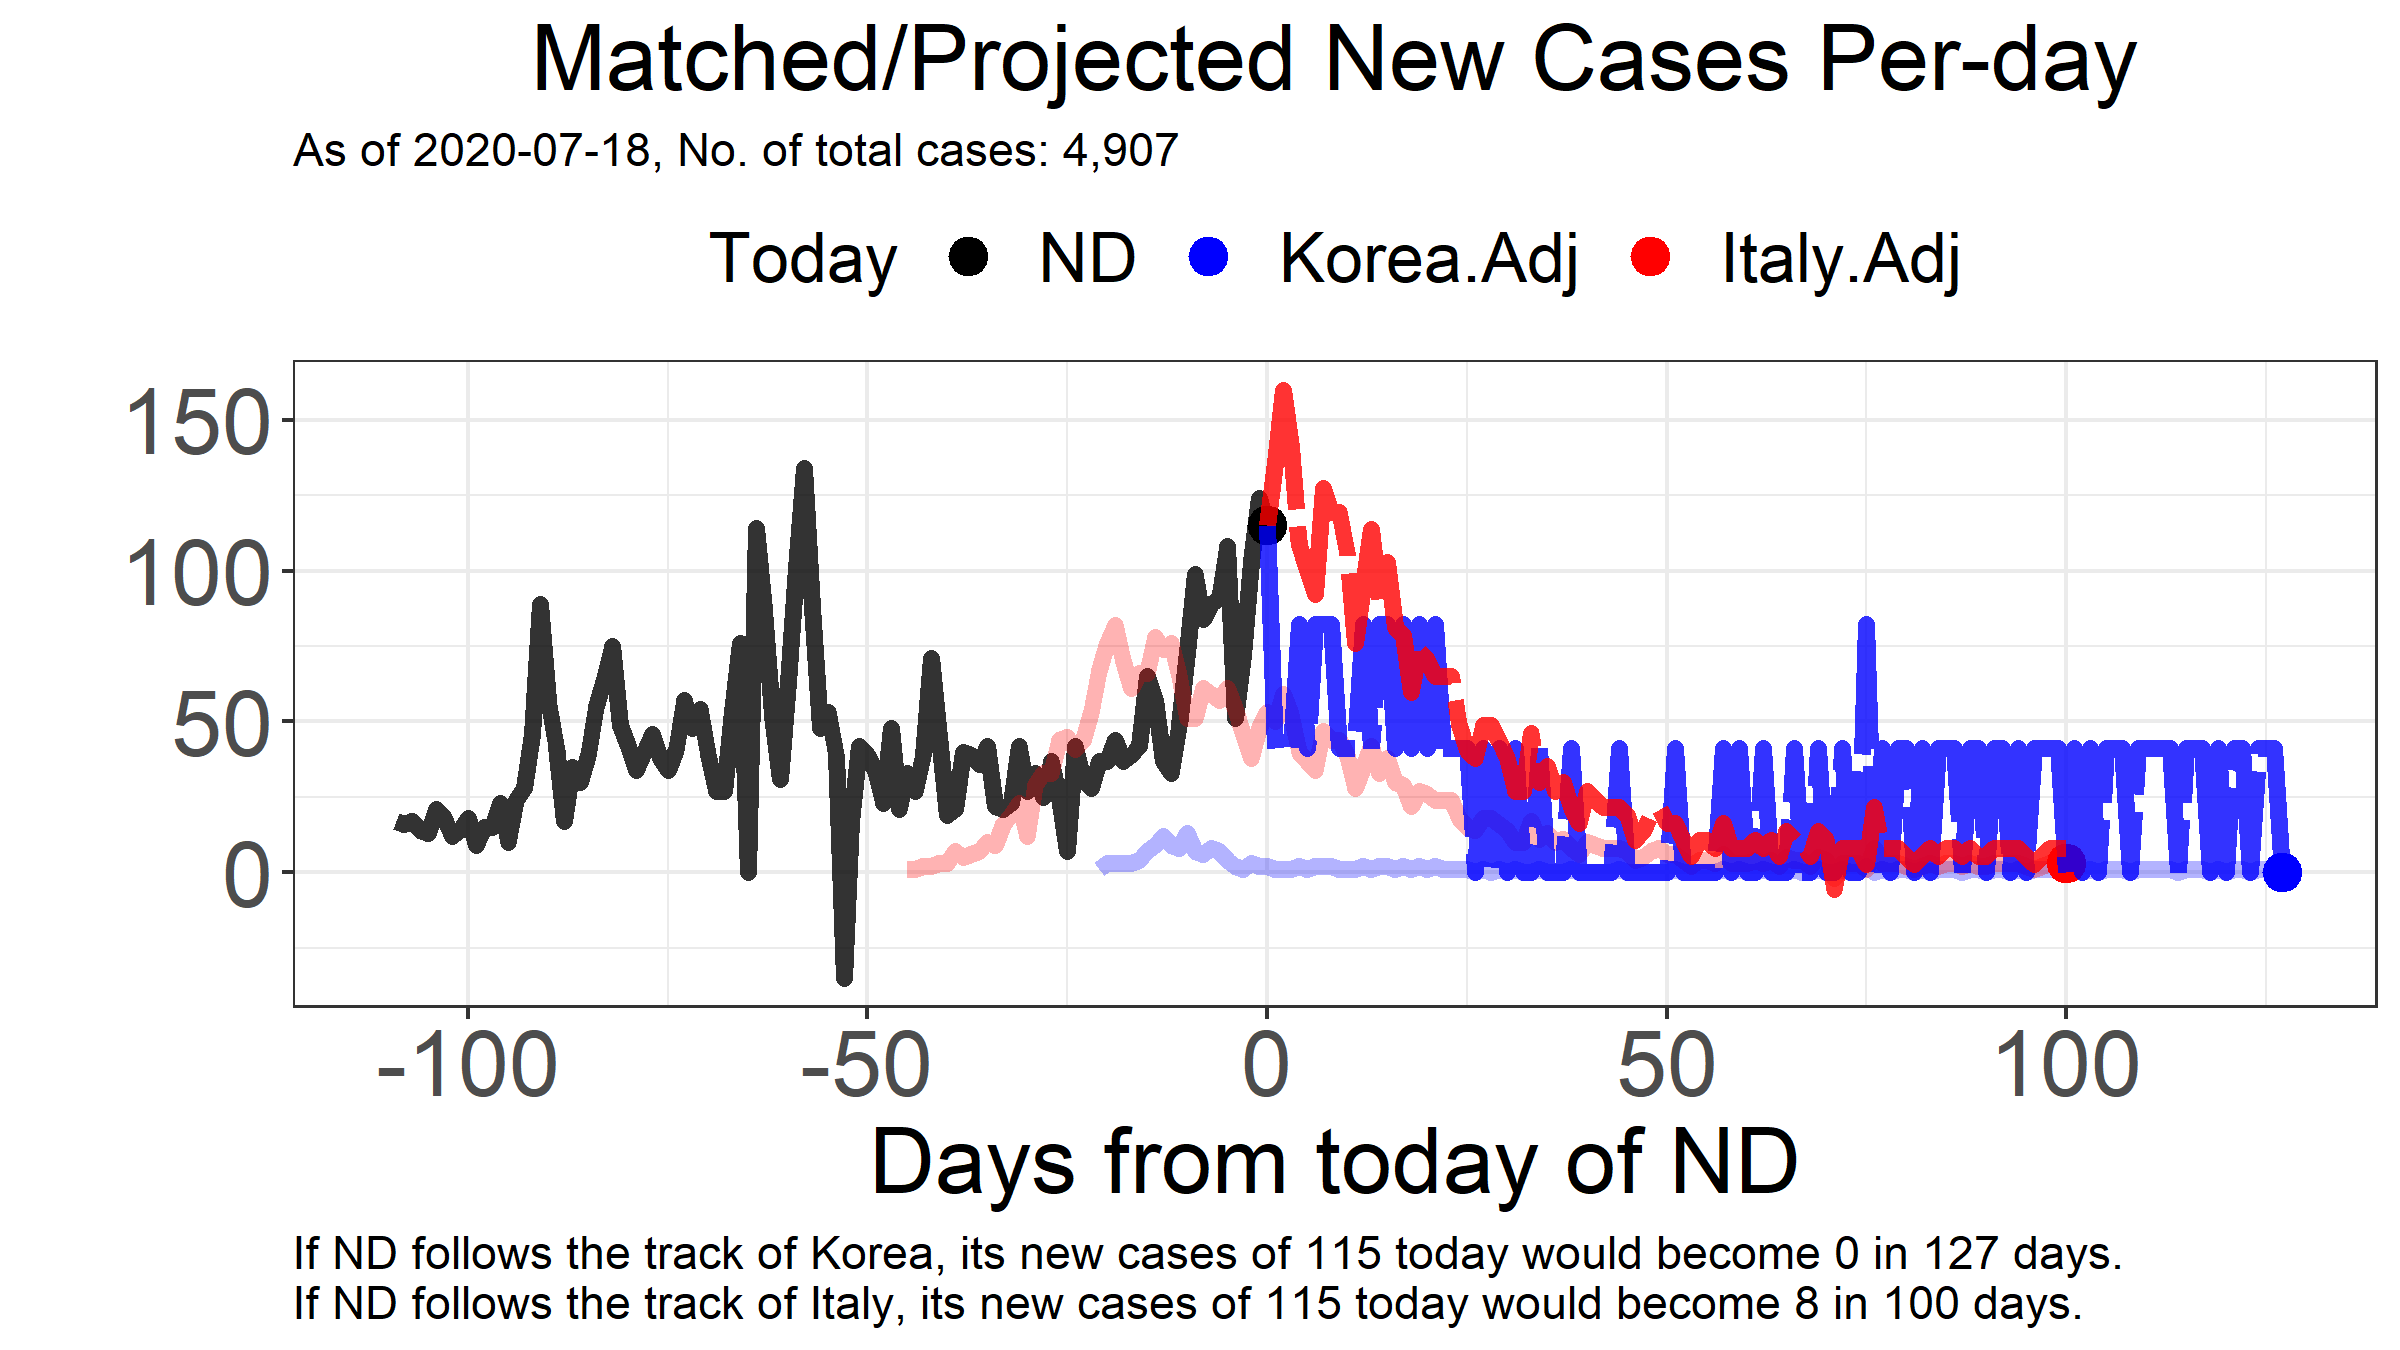 Matched/Projected New Cases Per-day
As of 2020-07-18, No. of total cases: 4,907
Today ND Korea.Adj Italy.Adj
150
100
50
0
-100 -50 0 50 100
Days from today of ND
If ND follows the track of Korea, its new cases of 115 today would become 0 in 127 days.
If ND follows the track of Italy, its new cases of 115 today would become 8 in 100 days.